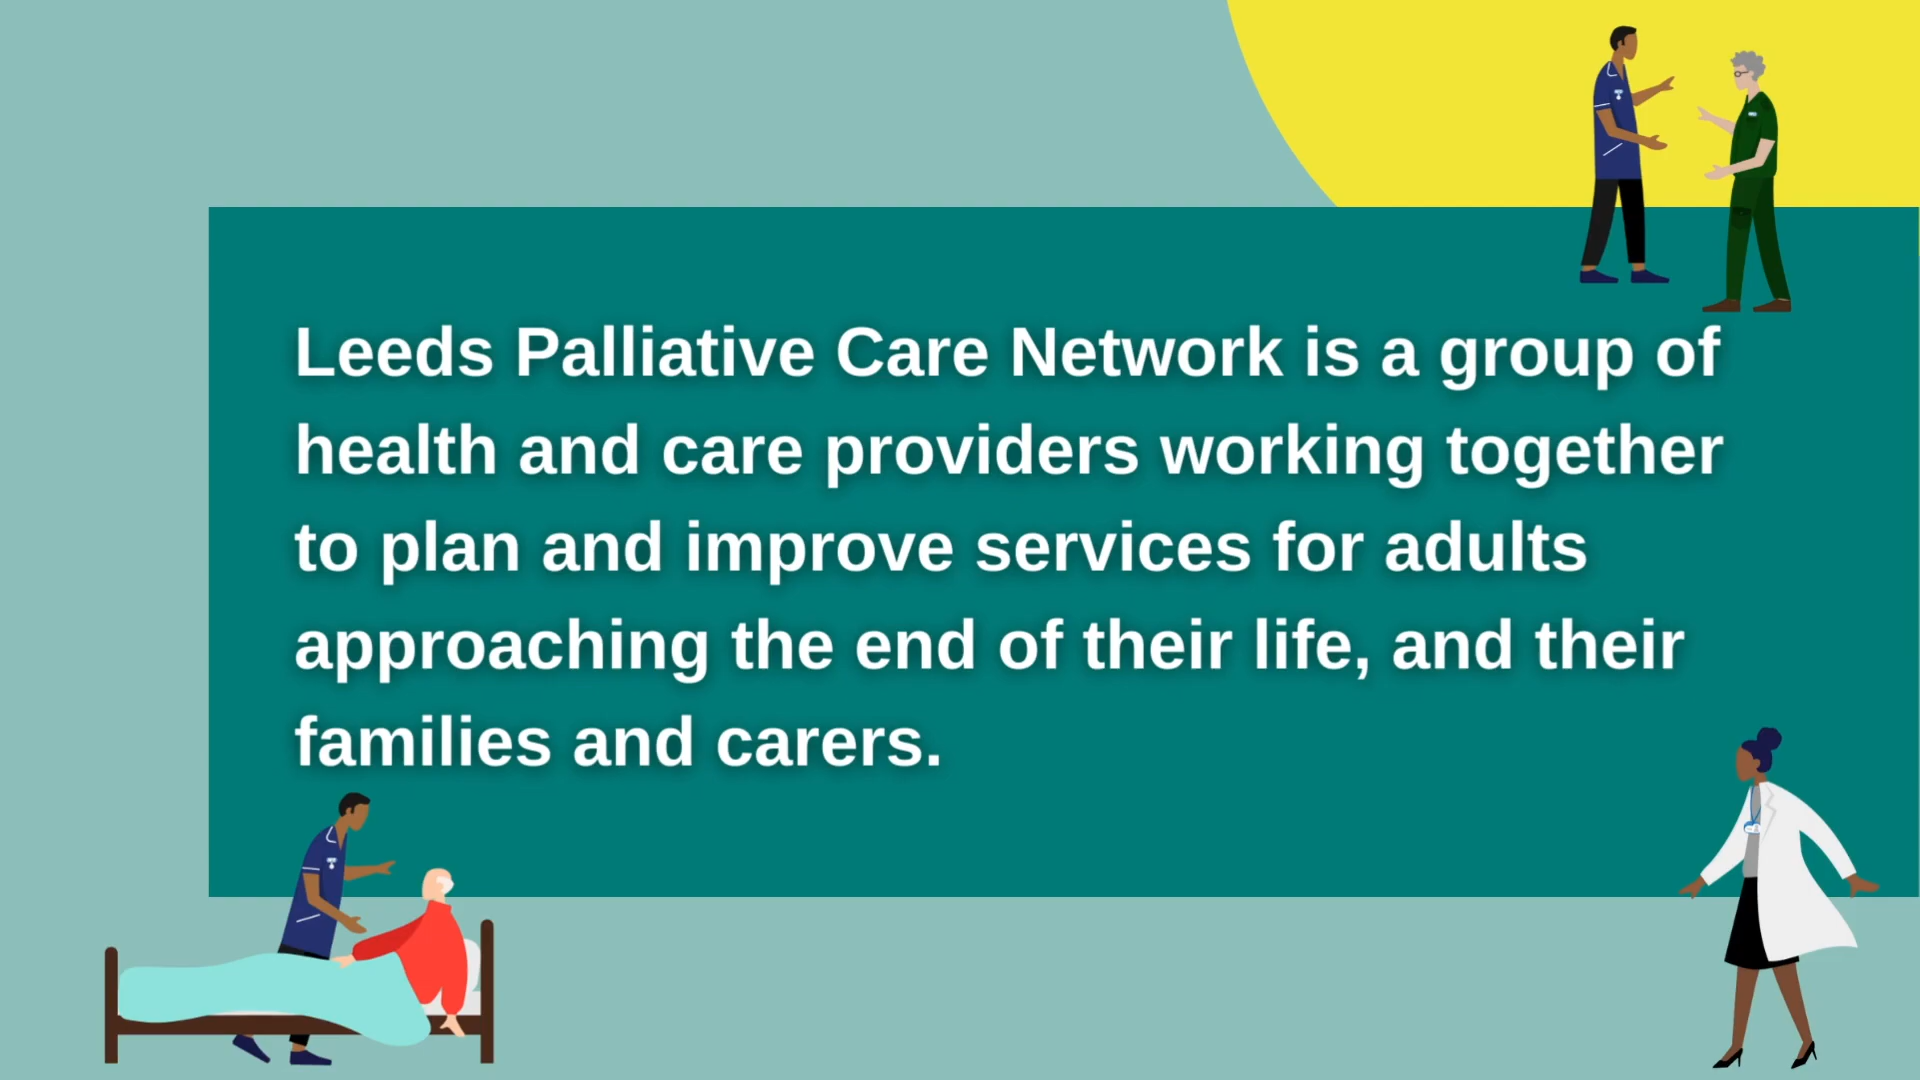 Leeds Palliative Care Network is a group of
health and care providers working together
to plan and improve services for adults
approaching the end of their life, and their
families and carers.